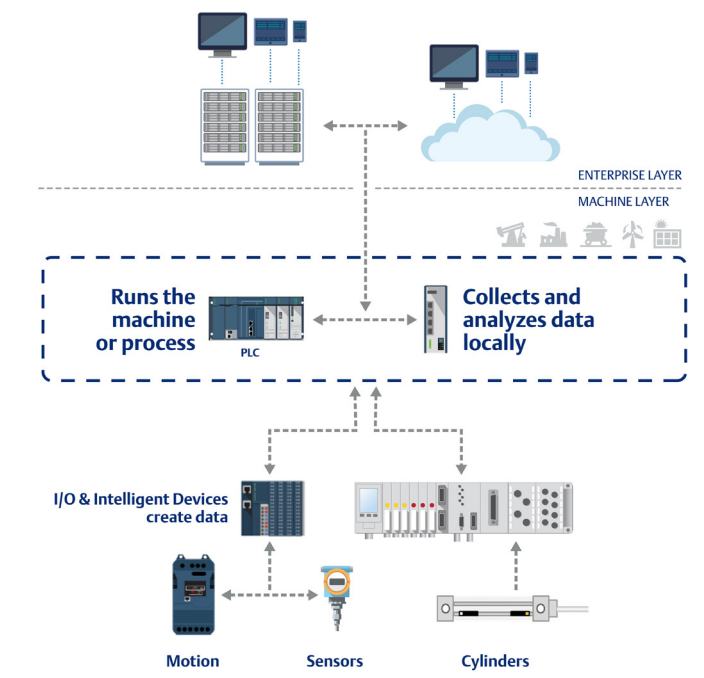 ENTERPRISE LAYER
MACHINE LAYER
Runs the
machine
or process
PLC
Collects and
analyzes data
locally
I/O & Intelligent Devices
create data
Motion
Sensors
Cylinders